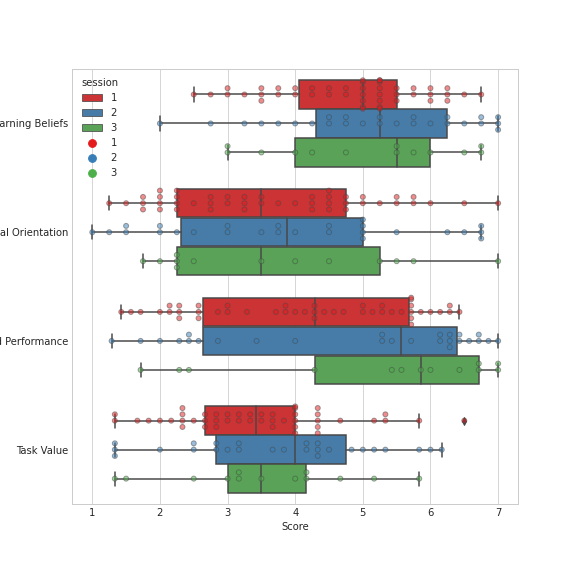 session
1
2
3
1
2
3
arning Beliefs
al Orientation
d Performance
Task Value
1 2 3 4 5 6 7
Score